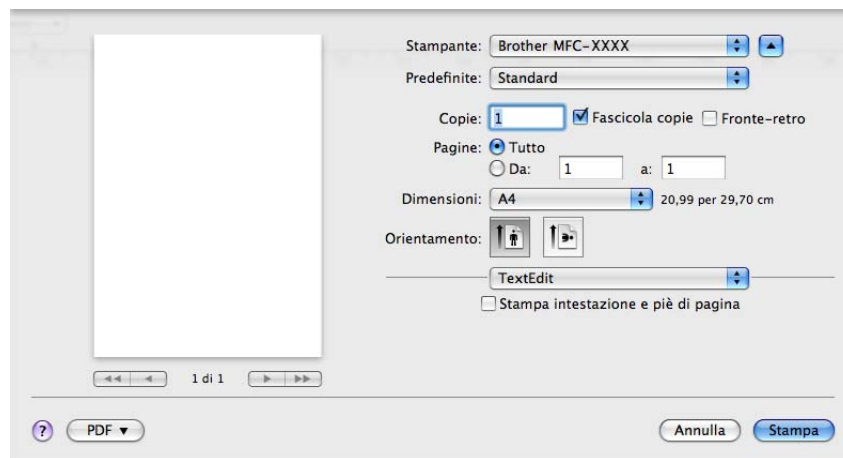 Stampante: Brother MFC-XXXX
Predefinite: Standard
Copie: 1 Fascicola copie Fronte-retro
Pagine: Tutto
Da: 1 a: 1
Dimensioni: A4 20,99 per 29,70 cm
Orientamento:
TextEdit
Stampa intestazione e piè di pagina
1 di 1
? PDF Annulla Stampa